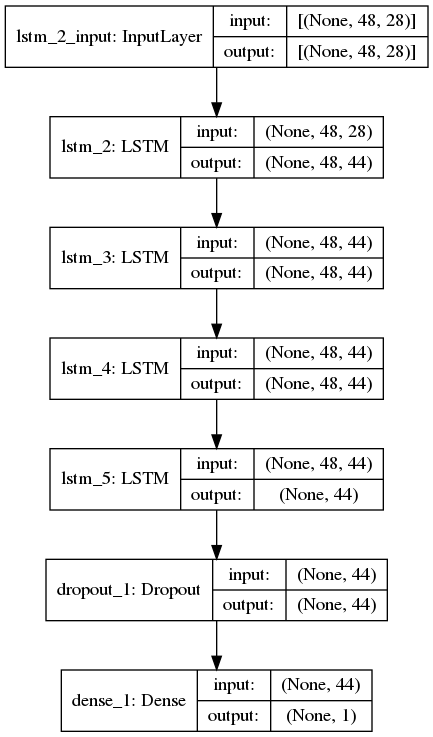 lstm_2_input: InputLayer
input: [(None, 48, 28)]
output: [(None, 48, 28)]
lstm_2: LSTM
input: (None, 48, 28)
output: (None, 48, 44)
lstm_3: LSTM
input: (None, 48, 44)
output: (None, 48, 44)
lstm_4: LSTM
input: (None, 48, 44)
output: (None, 48, 44)
lstm_5: LSTM
input: (None, 48, 44)
output: (None, 44)
dropout_1: Dropout
input: (None, 44)
output: (None, 44)
dense_1: Dense
input: (None, 44)
output: (None, 1)